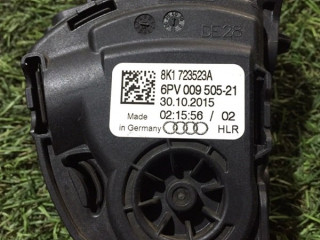 8K1 723523A
6PV 009 505-21
30.10.2015
02:15:56 / 02
Made
in Germany
HLR